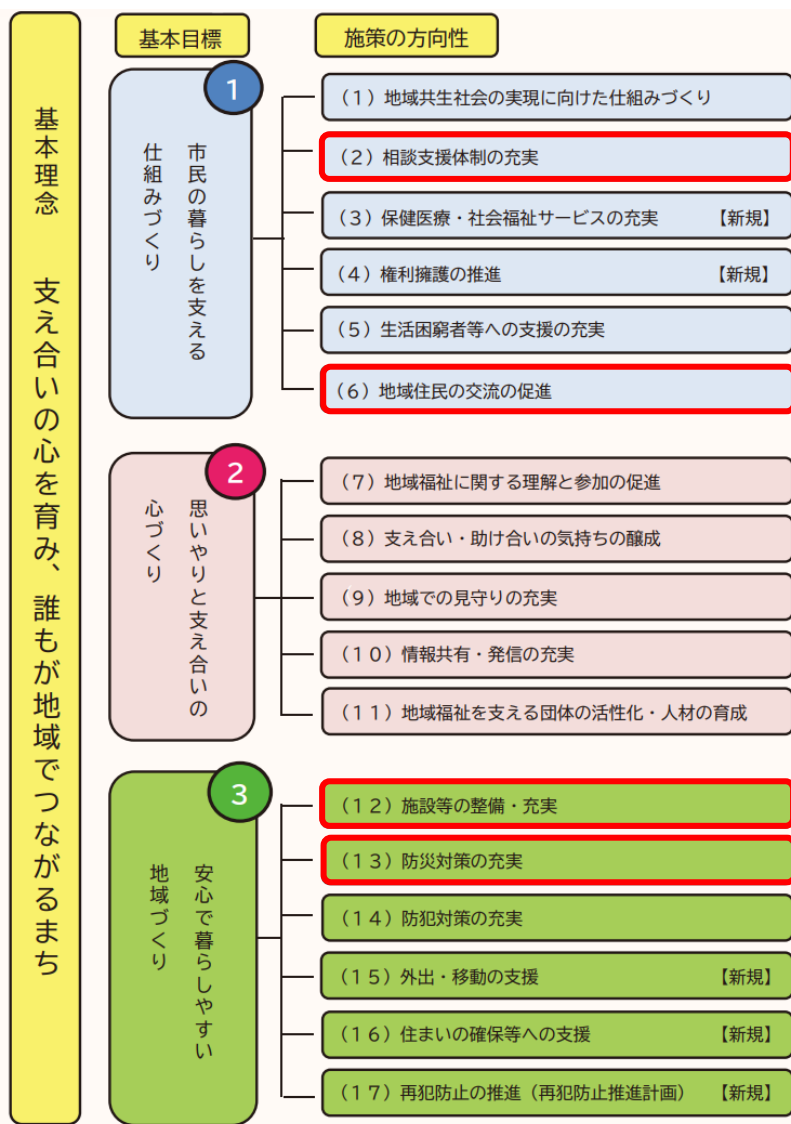 基本目標
施策の方向性
基本理念　支え合いの心を育み、誰もが地域でつながるまち
1
市民の暮らしを支える
仕組みづくり
（１）地域共生社会の実現に向けた仕組みづくり
（２）相談支援体制の充実
（３）保健医療・社会福祉サービスの充実　【新規】
（４）権利擁護の推進　【新規】
（５）生活困窮者等への支援の充実
（６）地域住民の交流の促進
2
思いやりと支え合いの
心づくり
（７）地域福祉に関する理解と参加の促進
（８）支え合い・助け合いの気持ちの醸成
（９）地域での見守りの充実
（１０）情報共有・発信の充実
（１１）地域福祉を支える団体の活性化・人材の育成
3
安心で暮らしやすい
地域づくり
（１２）施設等の整備・充実
（１３）防災対策の充実
（１４）防犯対策の充実
（１５）外出・移動の支援　【新規】
（１６）住まいの確保等への支援　【新規】
（１７）再犯防止の推進（再犯防止推進計画）　【新規】